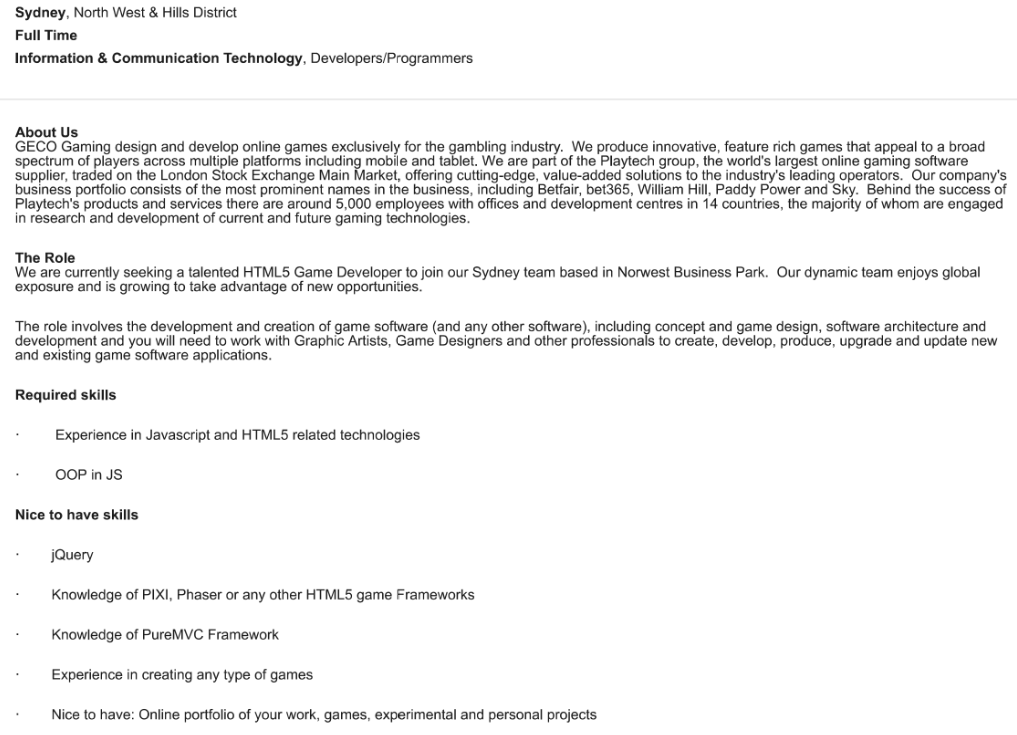 Sydney, North West & Hills District
Full Time
Information & Communication Technology, Developers/Programmers
About Us
GECO Gaming design and develop online games exclusively for the gambling industry.  We produce innovative, feature rich games that appeal to a broad
spectrum of players across multiple platforms including mobile and tablet. We are part of the Playtech group, the world's largest online gaming software
supplier, traded on the London Stock Exchange Main Market, offering cutting-edge, value-added solutions to the industry's leading operators.  Our company's
business portfolio consists of the most prominent names in the business, including Betfair, bet365, William Hill, Paddy Power and Sky.  Behind the success of
Playtech's products and services there are around 5,000 employees with offices and development centres in 14 countries, the majority of whom are engaged
in research and development of current and future gaming technologies.
The Role
We are currently seeking a talented HTML5 Game Developer to join our Sydney team based in Norwest Business Park.  Our dynamic team enjoys global
exposure and is growing to take advantage of new opportunities.
The role involves the development and creation of game software (and any other software), including concept and game design, software architecture and
development and you will need to work with Graphic Artists, Game Designers and other professionals to create, develop, produce, upgrade and update new
and existing game software applications.
Required skills
· Experience in Javascript and HTML5 related technologies
· OOP in JS
Nice to have skills
· jQuery
· Knowledge of PIXI, Phaser or any other HTML5 game Frameworks
· Knowledge of PureMVC Framework
· Experience in creating any type of games
· Nice to have: Online portfolio of your work, games, experimental and personal projects